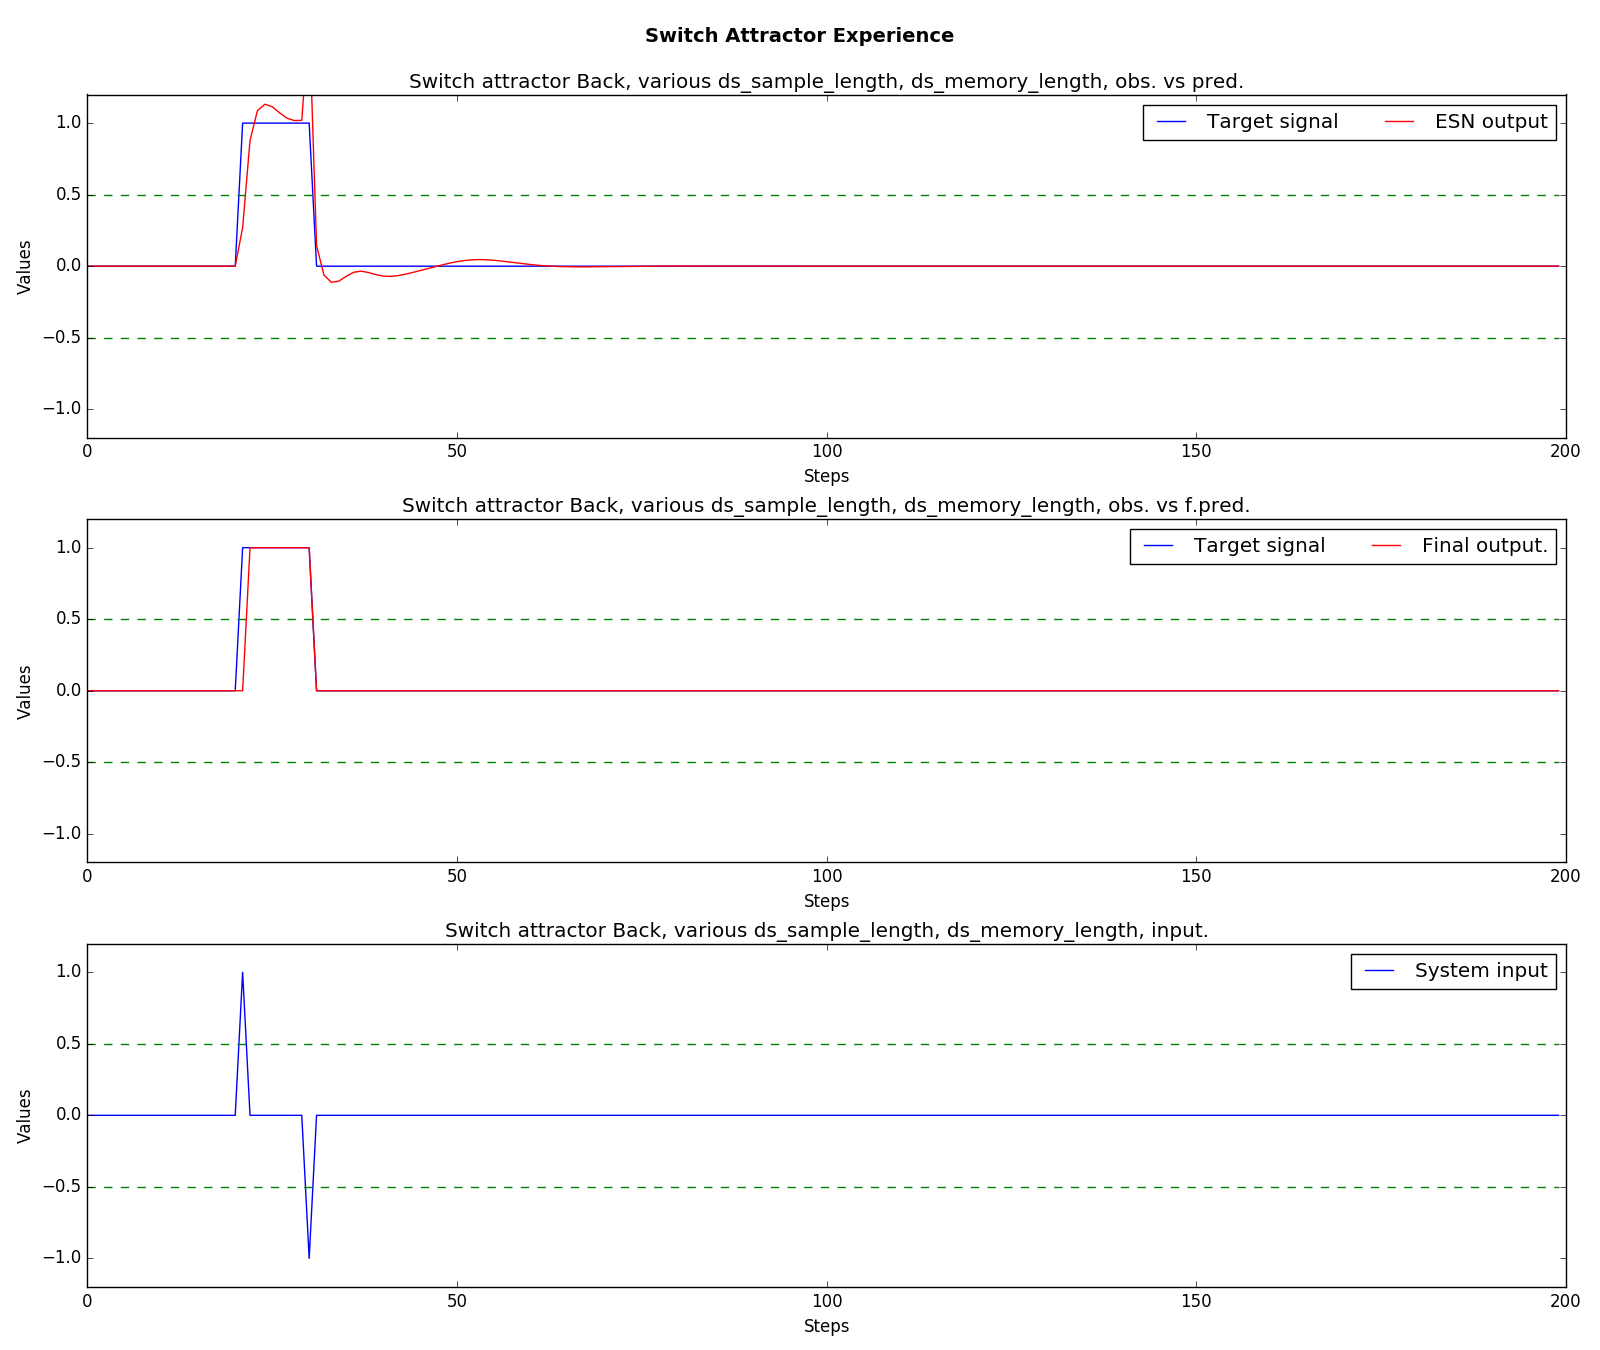 Switch Attractor Experience
Switch attractor Back, various ds_sample_length, ds_memory_length, obs. vs pred.
Target signal ESN output
1.0
0.5
0.0
−0.5
−1.0
Values
0 50 100 150 200
Steps
Switch attractor Back, various ds_sample_length, ds_memory_length, obs. vs f.pred.
Target signal Final output.
1.0
0.5
0.0
−0.5
−1.0
Values
0 50 100 150 200
Steps
Switch attractor Back, various ds_sample_length, ds_memory_length, input.
System input
1.0
0.5
0.0
−0.5
−1.0
Values
0 50 100 150 200
Steps